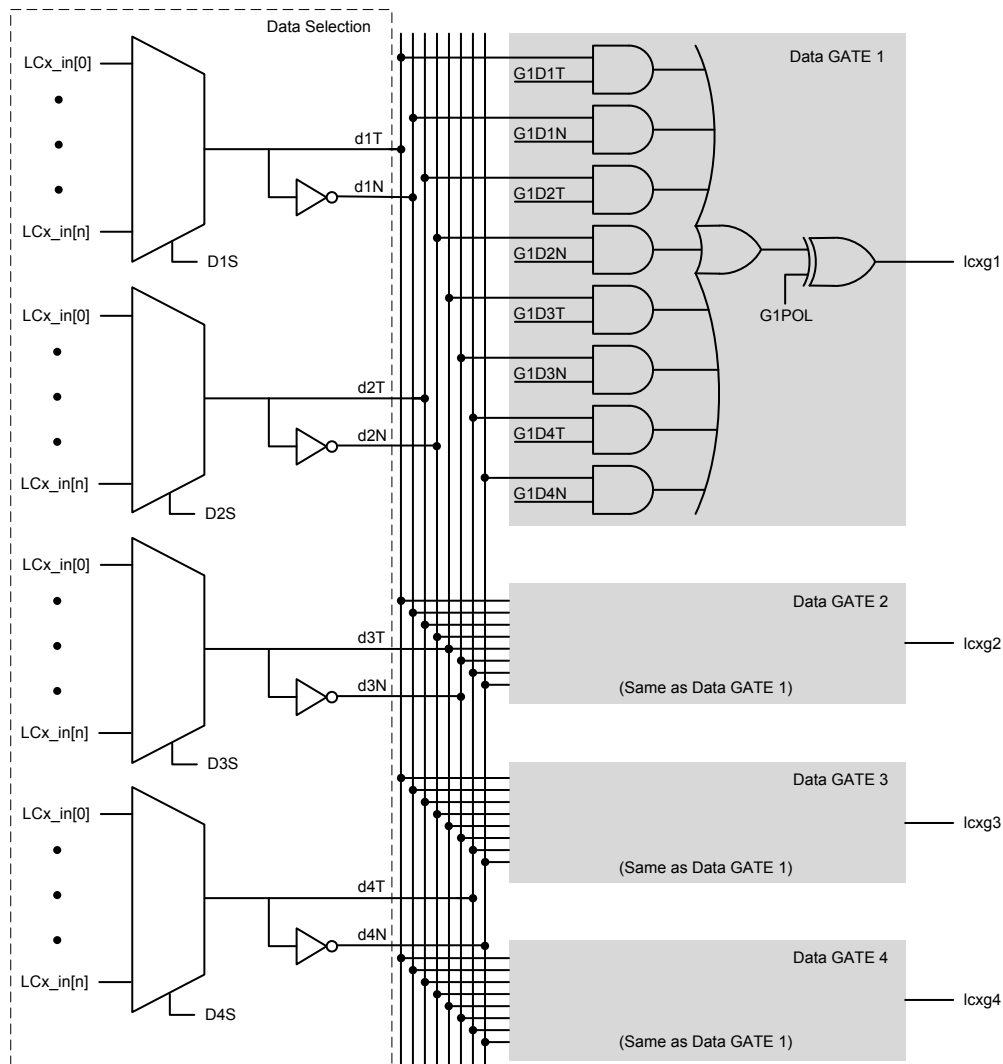 Data Selection
LCx_in[0]
LCx_in[n]
d1T
d1N
D1S
LCx_in[0]
LCx_in[n]
d2T
d2N
D2S
LCx_in[0]
LCx_in[n]
d3T
d3N
D3S
LCx_in[0]
LCx_in[n]
d4T
d4N
D4S
Data GATE 1
G1D1T
G1D1N
G1D2T
G1D2N
G1D3T
G1D3N
G1D4T
G1D4N
G1POL
lcxg1
Data GATE 2
(Same as Data GATE 1)
lcxg2
Data GATE 3
(Same as Data GATE 1)
lcxg3
Data GATE 4
(Same as Data GATE 1)
lcxg4